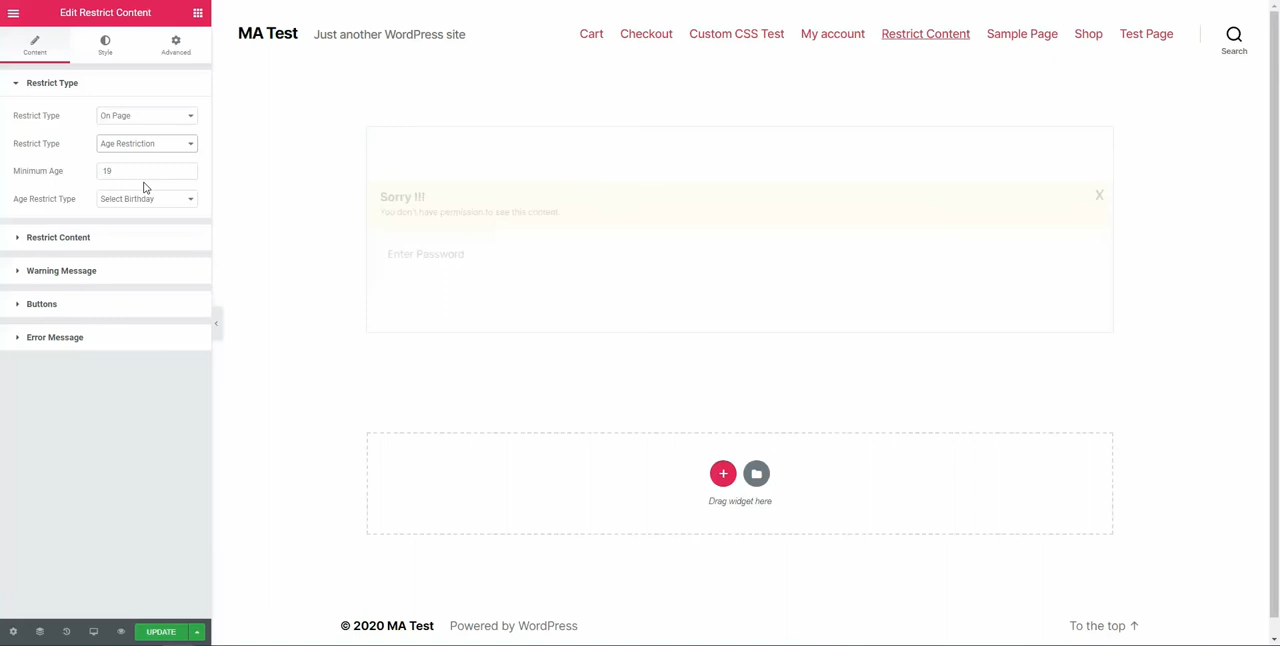 Edit Restrict Content
Content
Style
Advanced
Restrict Type
Restrict Type
On Page
Restrict Type
Age Restriction
Minimum Age
19
Age Restrict Type
Select Birthday
Restrict Content
Warning Message
Buttons
Error Message
UPDATE
MA Test
Just another WordPress site
Cart
Checkout
Custom CSS Test
My account
Restrict Content
Sample Page
Shop
Test Page
Search
Sorry !!!
You don't have permission to see this content.
X
Enter Password
Drag widget here
© 2020 MA Test
Powered by WordPress
To the top ↑